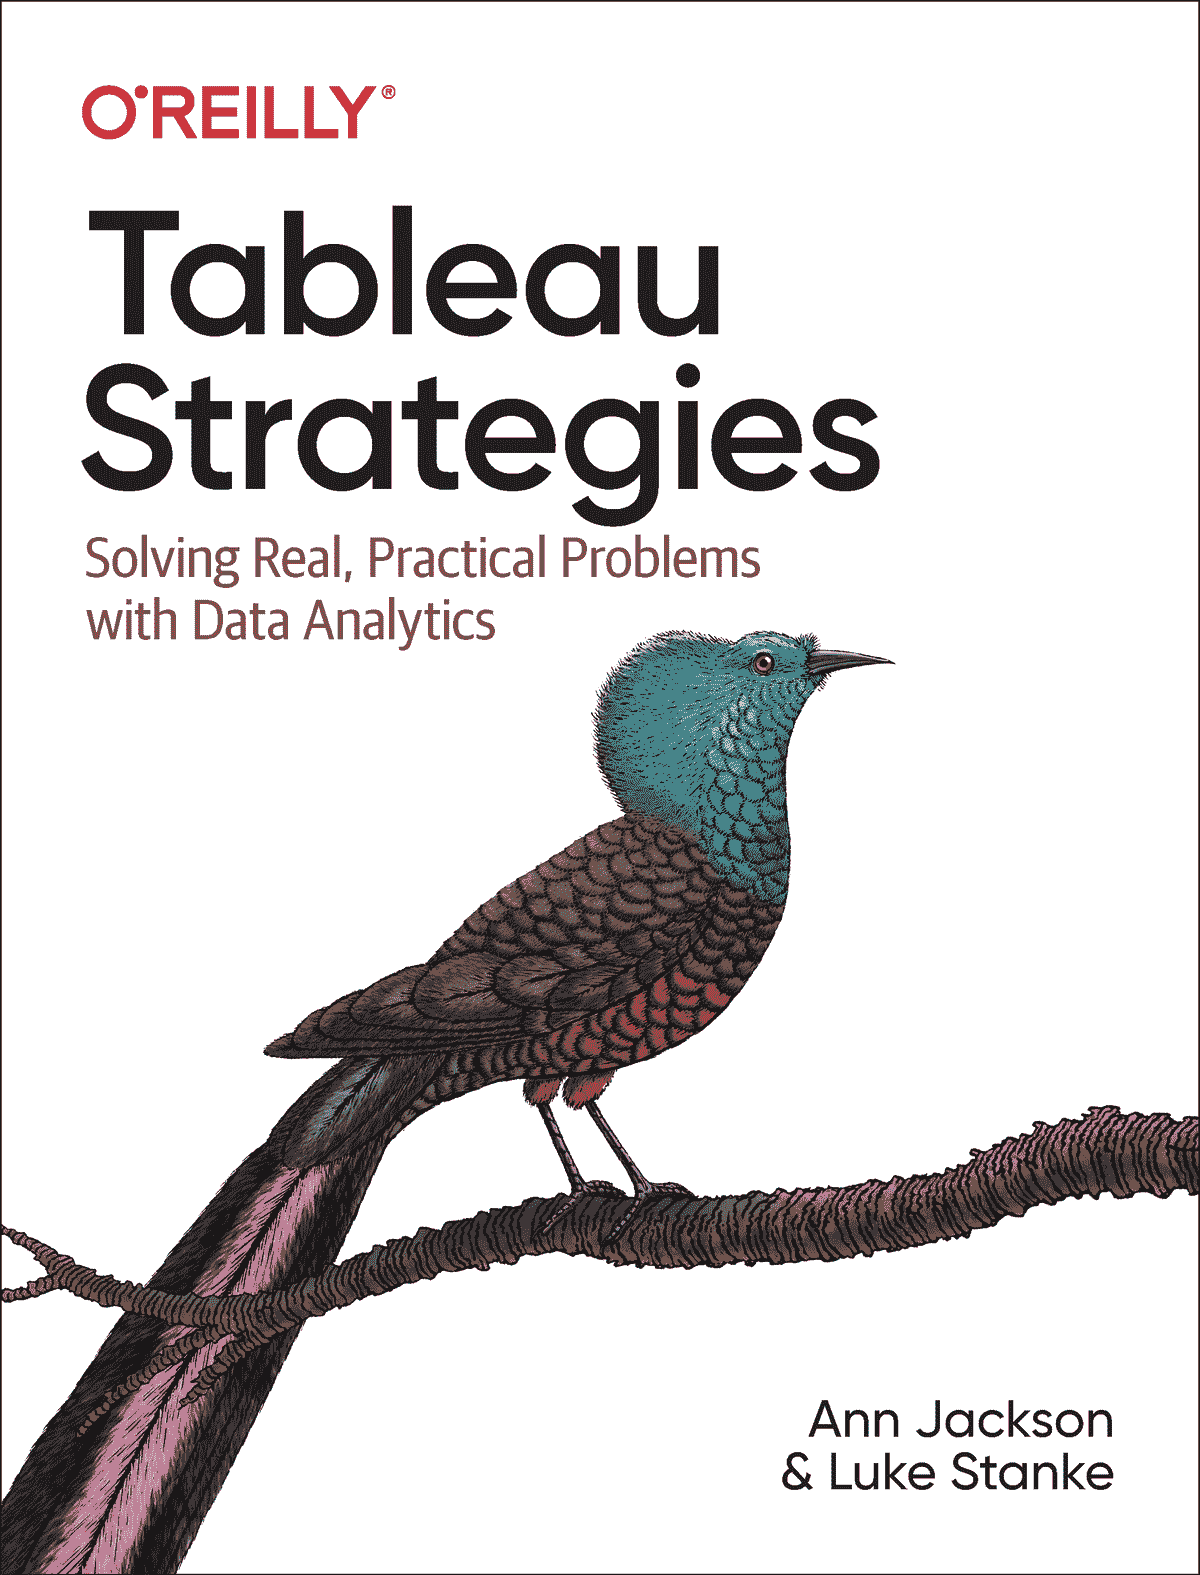 O'REILLY®
Tableau
Strategies
Solving Real, Practical Problems
with Data Analytics
Ann Jackson
& Luke Stanke